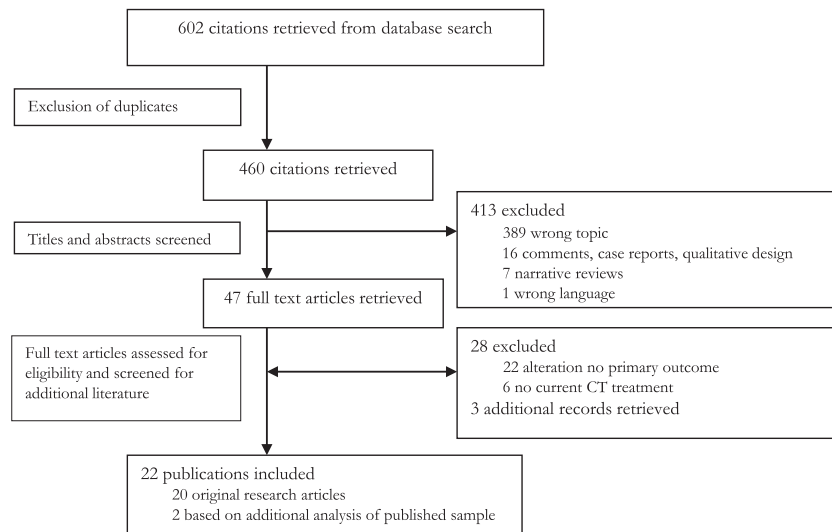 602 citations retrieved from database search
Exclusion of duplicates
460 citations retrieved
413 excluded
389 wrong topic
16 comments, case reports, qualitative design
7 narrative reviews
1 wrong language
Titles and abstracts screened
47 full text articles retrieved
28 excluded
22 alteration no primary outcome
6 no current CT treatment
3 additional records retrieved
Full text articles assessed for
eligibility and screened for
additional literature
22 publications included
20 original research articles
2 based on additional analysis of published sample